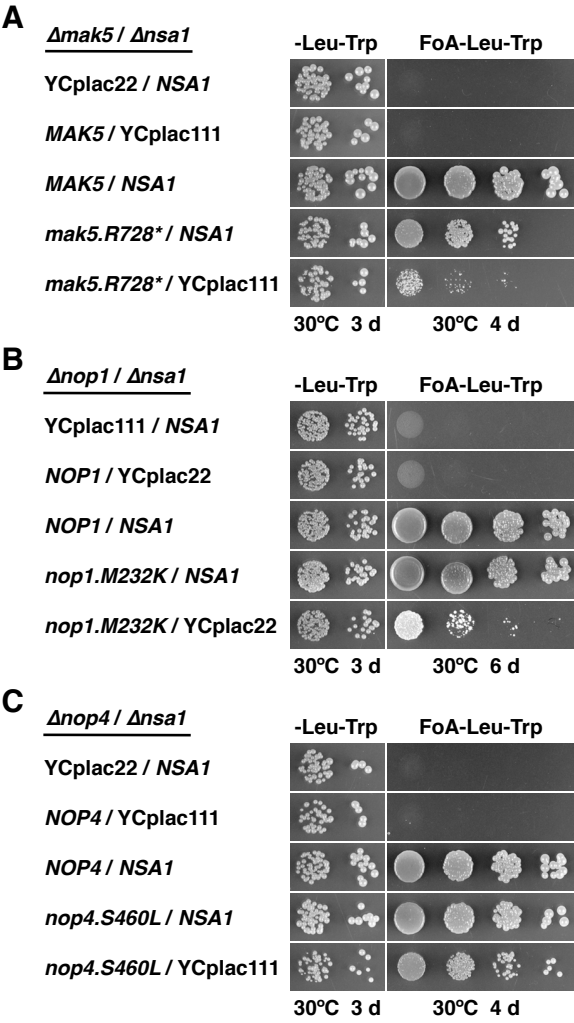 A
Δmak5 / Δnsa1
-Leu-Trp FoA-Leu-Trp
YCplac22 / NSA1
MAK5 / YCplac111
MAK5 / NSA1
mak5.R728* / NSA1
mak5.R728* / YCplac111
30ºC 3 d 30ºC 4 d
B
Δnop1 / Δnsa1
-Leu-Trp FoA-Leu-Trp
YCplac111 / NSA1
NOP1 / YCplac22
NOP1 / NSA1
nop1.M232K / NSA1
nop1.M232K / YCplac22
30ºC 3 d 30ºC 6 d
C
Δnop4 / Δnsa1
-Leu-Trp FoA-Leu-Trp
YCplac22 / NSA1
NOP4 / YCplac111
NOP4 / NSA1
nop4.S460L / NSA1
nop4.S460L / YCplac111
30ºC 3 d 30ºC 4 d